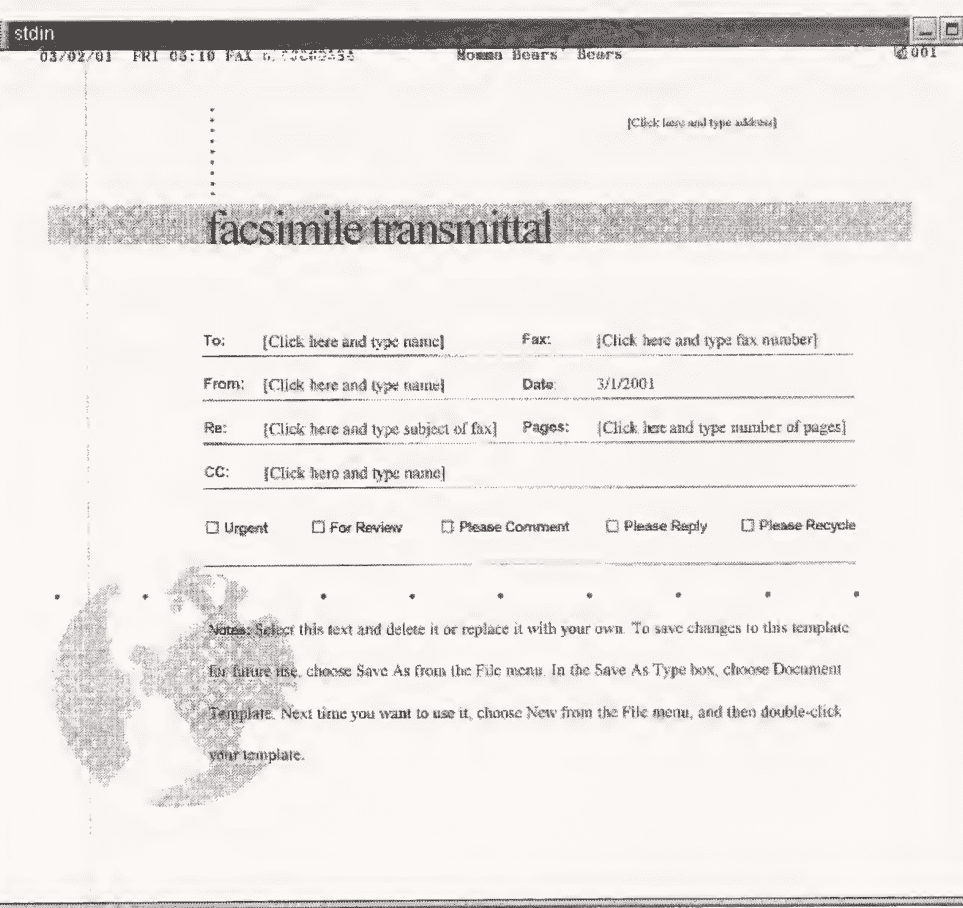 stdin
03/02/01 FRI 06:10 FAX
Momma Bears' Bears
001
[Click here and type address]
facsimile transmittal
To: [Click here and type name] Fax: [Click here and type fax number]
From: [Click here and type name] Date: 3/1/2001
Re: [Click here and type subject of fax] Pages: [Click here and type number of pages]
CC: [Click here and type name]
☐ Urgent ☐ For Review ☐ Please Comment ☐ Please Reply ☐ Please Recycle
Notes: Select this text and delete it or replace it with your own. To save changes to this template
for future use, choose Save As from the File menu. In the Save As Type box, choose Document
Template. Next time you want to use it, choose New from the File menu, and then double-click
your template.